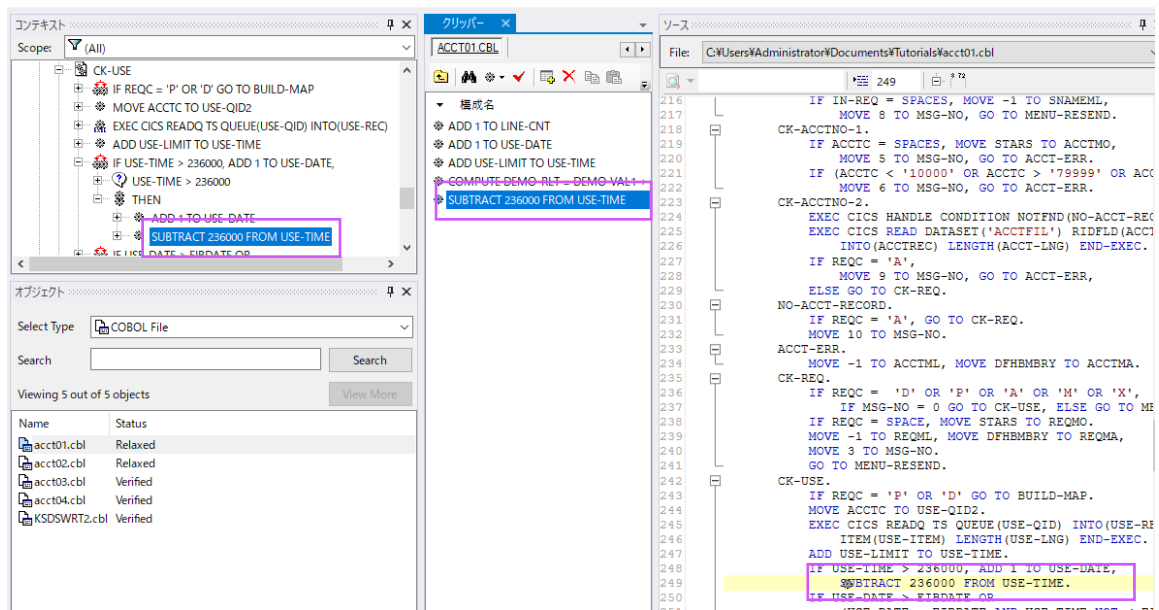 コンテキスト
Scope:
(All)
CK-USE
IF REQC = 'P' OR 'D' GO TO BUILD-MAP
MOVE ACCTC TO USE-QID2
EXEC CICS READQ TS QUEUE(USE-QID) INTO(USE-REC)
ADD USE-LIMIT TO USE-TIME
IF USE-TIME > 236000, ADD 1 TO USE-DATE,
USE-TIME > 236000
THEN
ADD 1 TO USE-DATE
SUBTRACT 236000 FROM USE-TIME
IF USE-DATE > EIBDATE OR
オブジェクト
Select Type
COBOL File
Search
Search
Viewing 5 out of 5 objects
View More
Name Status
acct01.cbl Relaxed
acct02.cbl Relaxed
acct03.cbl Verified
acct04.cbl Verified
KSDSWRT2.cbl Verified
クリッパー
ACCT01.CBL
構成名
ADD 1 TO LINE-CNT
ADD 1 TO USE-DATE
ADD USE-LIMIT TO USE-TIME
COMPUTE DEMO-RLT = DEMO-VAL1 +
SUBTRACT 236000 FROM USE-TIME
ソース
File: C:¥Users¥Administrator¥Documents¥Tutorials¥acct01.cbl
249
216 IF IN-REQ = SPACES, MOVE -1 TO SNAMEML,
217 MOVE 8 TO MSG-NO, GO TO MENU-RESEND.
218 CK-ACCTNO-1.
219 IF ACCTC = SPACES, MOVE STARS TO ACCTMO,
220 MOVE 5 TO MSG-NO, GO TO ACCT-ERR.
221 IF (ACCTC < '10000' OR ACCTC > '79999' OR ACC
222 MOVE 6 TO MSG-NO, GO TO ACCT-ERR.
223 CK-ACCTNO-2.
224 EXEC CICS HANDLE CONDITION NOTFND(NO-ACCT-REC
225 EXEC CICS READ DATASET('ACCTFIL') RIDFLD(ACCT
226 INTO(ACCTREC) LENGTH(ACCT-LNG) END-EXEC.
227 IF REQC = 'A',
228 MOVE 9 TO MSG-NO, GO TO ACCT-ERR,
229 ELSE GO TO CK-REQ.
230 NO-ACCT-RECORD.
231 IF REQC = 'A', GO TO CK-REQ.
232 MOVE 10 TO MSG-NO.
233 ACCT-ERR.
234 MOVE -1 TO ACCTML, MOVE DFHBMBRY TO ACCTMA.
235 CK-REQ.
236 IF REQC = 'D' OR 'P' OR 'A' OR 'M' OR 'X',
237 IF MSG-NO = 0 GO TO CK-USE, ELSE GO TO ME
238 IF REQC = SPACE, MOVE STARS TO REQMO.
239 MOVE -1 TO REQML, MOVE DFHBMBRY TO REQMA,
240 MOVE 3 TO MSG-NO.
241 GO TO MENU-RESEND.
242 CK-USE.
243 IF REQC = 'P' OR 'D' GO TO BUILD-MAP.
244 MOVE ACCTC TO USE-QID2.
245 EXEC CICS READQ TS QUEUE(USE-QID) INTO(USE-RE
246 ITEM(USE-ITEM) LENGTH(USE-LNG) END-EXEC.
247 ADD USE-LIMIT TO USE-TIME.
248 IF USE-TIME > 236000, ADD 1 TO USE-DATE,
249 SUBTRACT 236000 FROM USE-TIME.
250 IF USE-DATE > EIBDATE OR